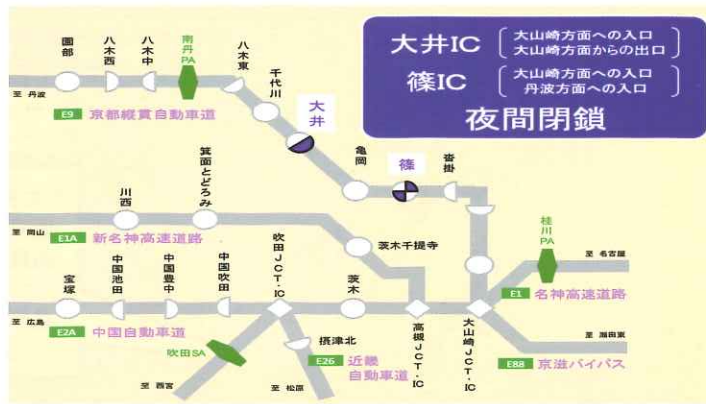 大井IC
大山崎方面への入口
大山崎方面からの出口
篠IC
大山崎方面への入口
丹波方面への入口
夜間閉鎖
園部
八木西
八木中
南丹PA
八木東
千代川
大井
亀岡
篠
沓掛
至 丹波
E9 京都縦貫自動車道
川西
箕面とどろみ
茨木千提寺
桂川PA
至 岡山
E1A 新名神高速道路
至 名古屋
E1 名神高速道路
宝塚
中国池田
中国豊中
中国吹田
吹田JCT・IC
茨木
高槻JCT・IC
大山崎JCT・IC
至 広島
E2A 中国自動車道
吹田SA
摂津北
E26 近畿
自動車道
至 瀬田東
E88 京滋バイパス
至 西宮
至 松原